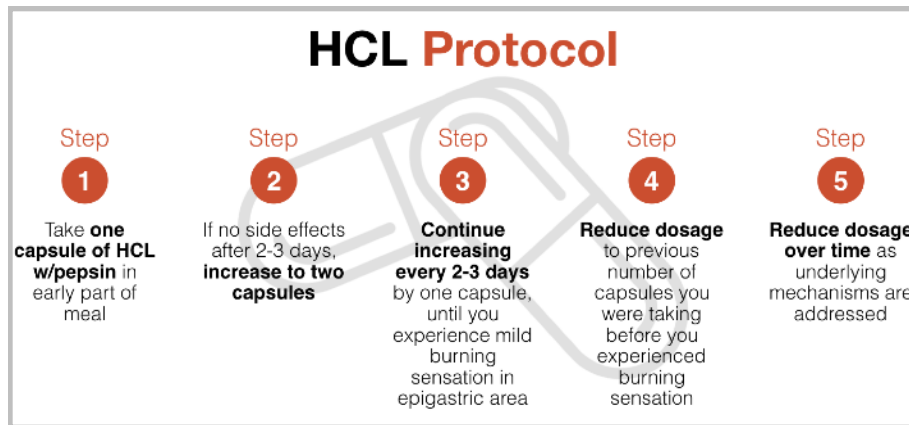 HCL Protocol
Step
1
Take one
capsule of HCL
w/pepsin in
early part of
meal
Step
2
If no side effects
after 2-3 days,
increase to two
capsules
Step
3
Continue
increasing
every 2-3 days
by one capsule,
until you
experience mild
burning
sensation in
epigastric area
Step
4
Reduce dosage
to previous
number of
capsules you
were taking
before you
experienced
burning
sensation
Step
5
Reduce dosage
over time as
underlying
mechanisms are
addressed